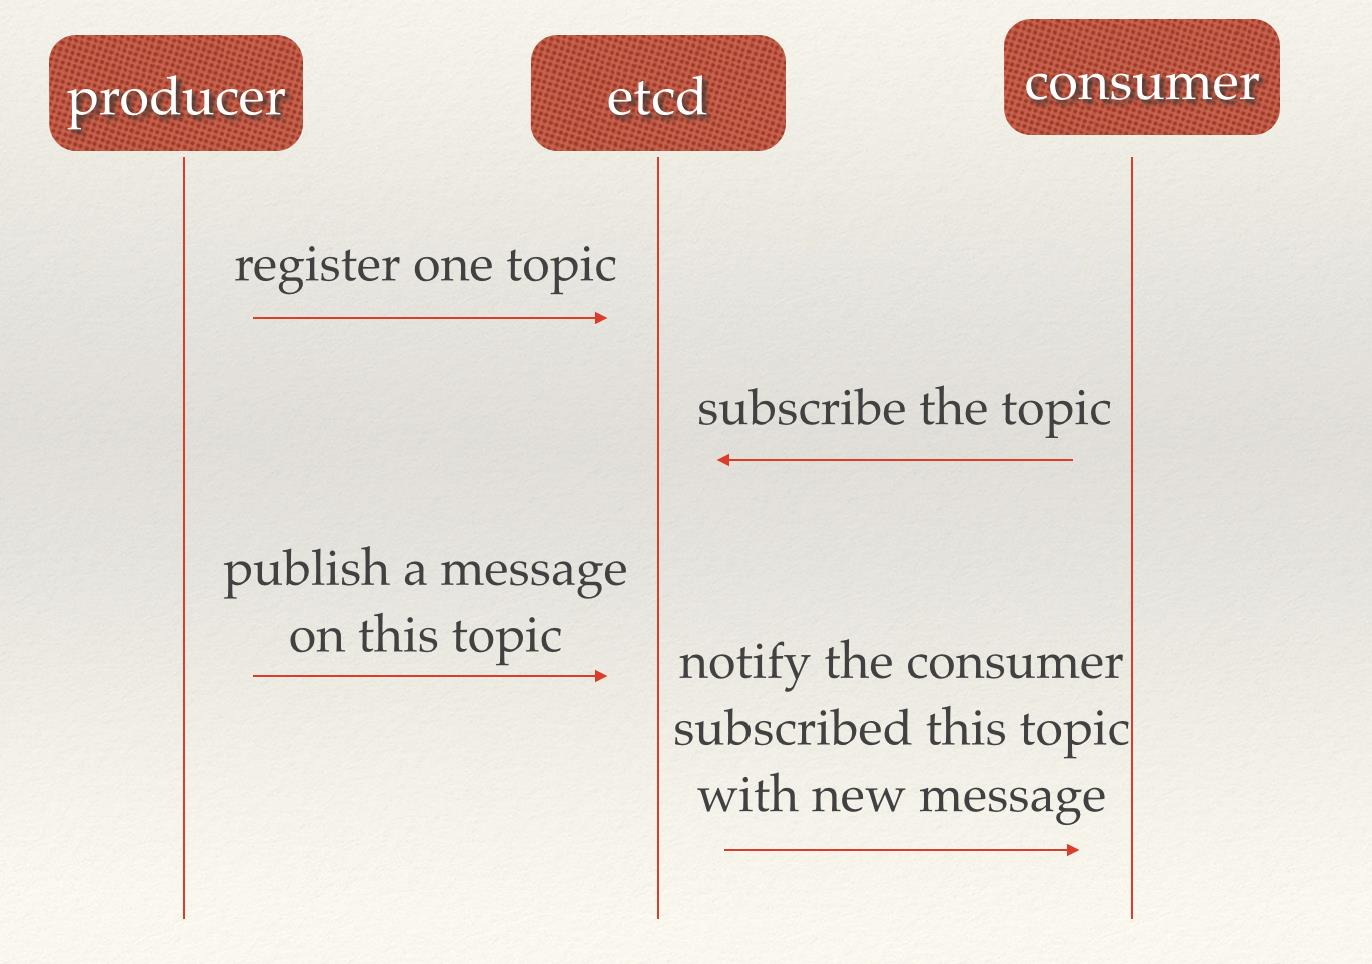 producer
etcd
consumer
register one topic
subscribe the topic
publish a message
on this topic
notify the consumer
subscribed this topic
with new message